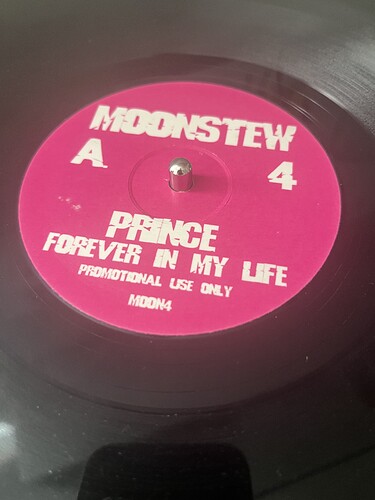 MOONSTEW
A 4
PRINCE
FOREVER IN MY LIFE
PROMOTIONAL USE ONLY
MOON4